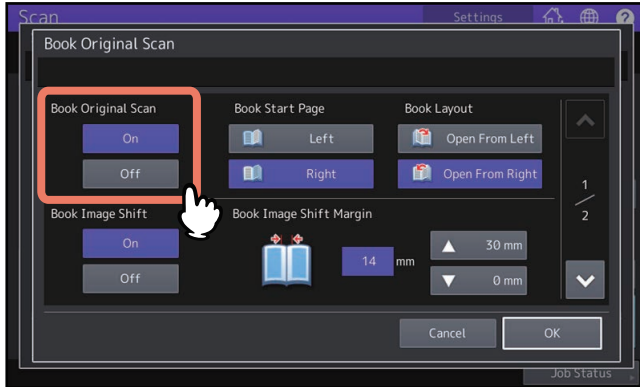 Scan
Settings
Book Original Scan
Book Original Scan
On
Off
Book Start Page
Left
Right
Book Layout
Open From Left
Open From Right
1
2
Book Image Shift
On
Off
Book Image Shift Margin
14 mm
30 mm
0 mm
Cancel
OK
Job Status